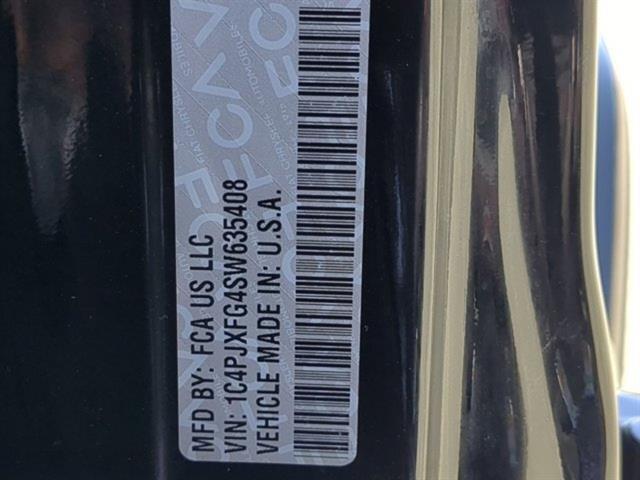 MFD BY: FCA US LLC
VIN: 1C4PJXFG4SW635408
VEHICLE MADE IN: U.S.A.